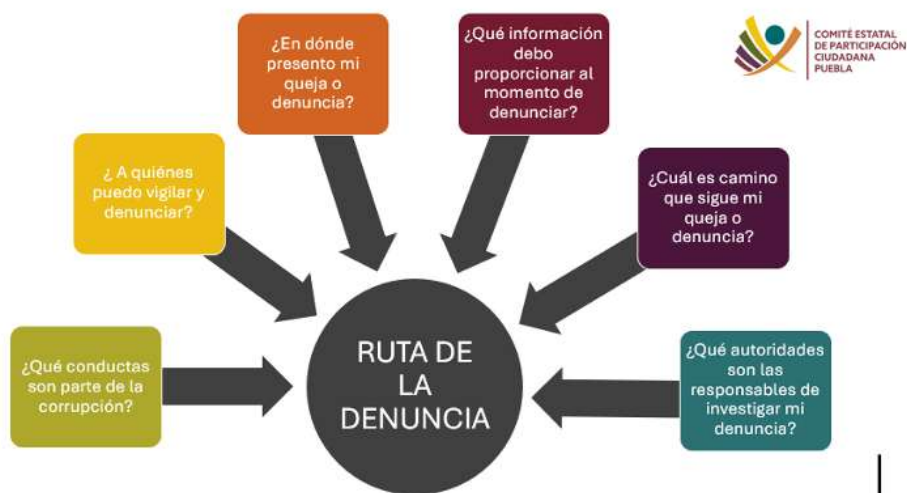 ¿Qué conductas
son parte de la
corrupción?
¿ A quiénes
puedo vigilar y
denunciar?
¿En dónde
presento mi
queja o
denuncia?
¿Qué información
debo
proporcionar al
momento de
denunciar?
¿Cuál es camino
que sigue mi
queja o
denuncia?
¿Qué autoridades
son las
responsables de
investigar mi
denuncia?
RUTA DE
LA
DENUNCIA
COMITÉ ESTATAL
DE PARTICIPACIÓN
CIUDADANA
PUEBLA